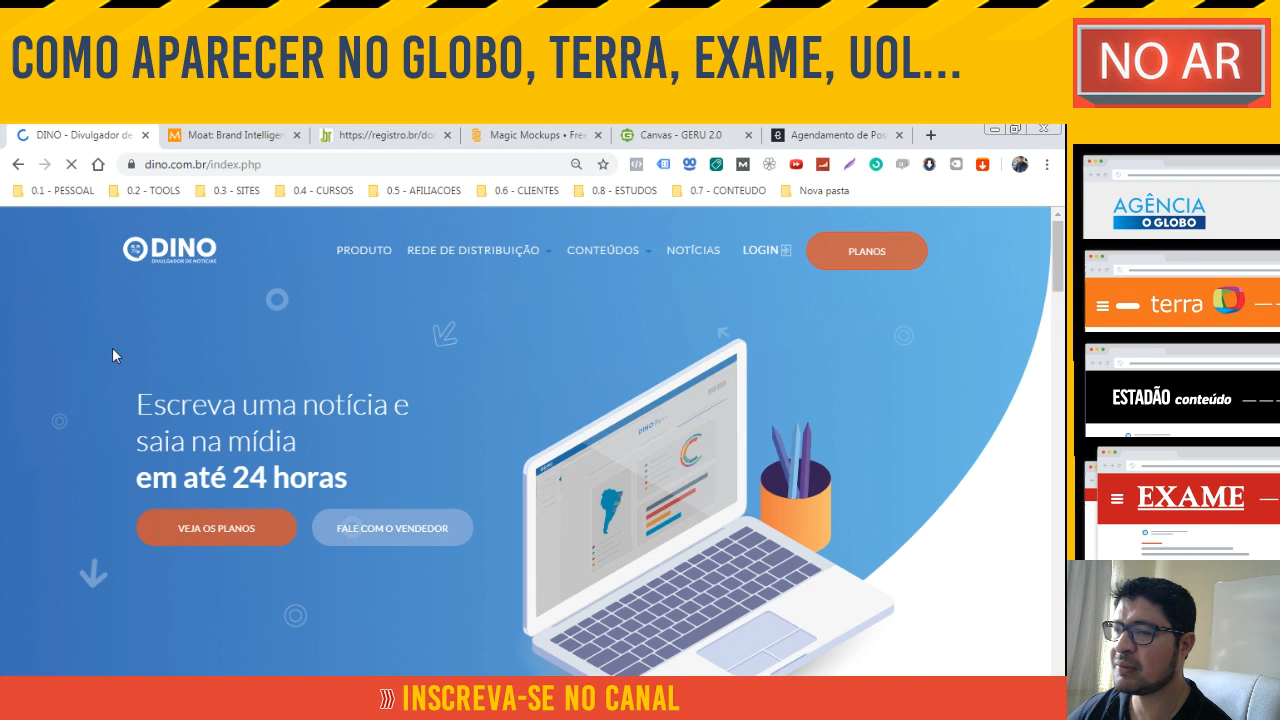 COMO APARECER NO GLOBO, TERRA, EXAME, UOL...
NO AR
DINO - Divulgador de
Moat: Brand Intelligen
https://registro.br/do
Magic Mockups • Fre
Canvas - GERU 2.0
Agendamento de Pos
dino.com.br/index.php
0.1 - PESSOAL
0.2 - TOOLS
0.3 - SITES
0.4 - CURSOS
0.5 - AFILIACOES
0.6 - CLIENTES
0.8 - ESTUDOS
0.7 - CONTEUDO
Nova pasta
DINO
DIVULGADOR DE NOTÍCIAS
PRODUTO
REDE DE DISTRIBUIÇÃO
CONTEÚDOS
NOTÍCIAS
LOGIN
PLANOS
Escreva uma notícia e
saia na mídia
em até 24 horas
VEJA OS PLANOS
FALE COM O VENDEDOR
AGÊNCIA
O GLOBO
terra
ESTADÃO conteúdo
EXAME
INSCREVA-SE NO CANAL